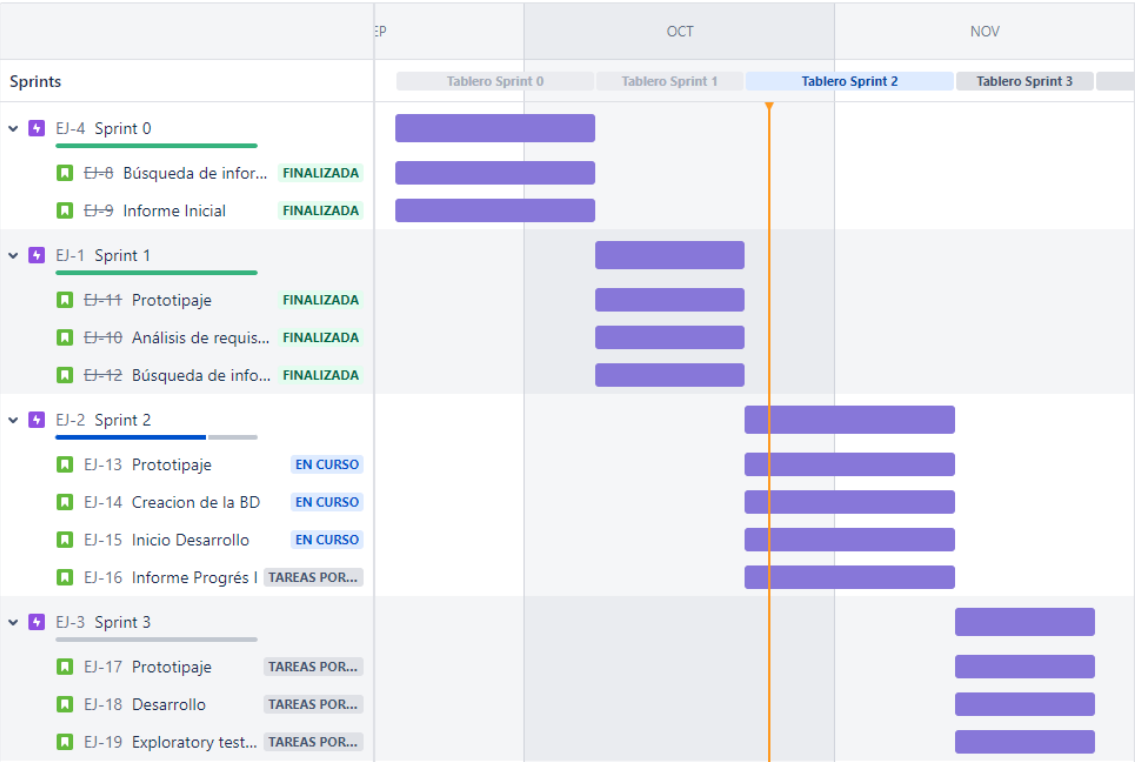 EP OCT NOV
Sprints Tablero Sprint 0 Tablero Sprint 1 Tablero Sprint 2 Tablero Sprint 3
EJ-4 Sprint 0
EJ-8 Búsqueda de infor... FINALIZADA
EJ-9 Informe Inicial FINALIZADA
EJ-1 Sprint 1
EJ-11 Prototipaje FINALIZADA
EJ-10 Análisis de requis... FINALIZADA
EJ-12 Búsqueda de info... FINALIZADA
EJ-2 Sprint 2
EJ-13 Prototipaje EN CURSO
EJ-14 Creacion de la BD EN CURSO
EJ-15 Inicio Desarrollo EN CURSO
EJ-16 Informe Progrés I TAREAS POR...
EJ-3 Sprint 3
EJ-17 Prototipaje TAREAS POR...
EJ-18 Desarrollo TAREAS POR...
EJ-19 Exploratory test... TAREAS POR...